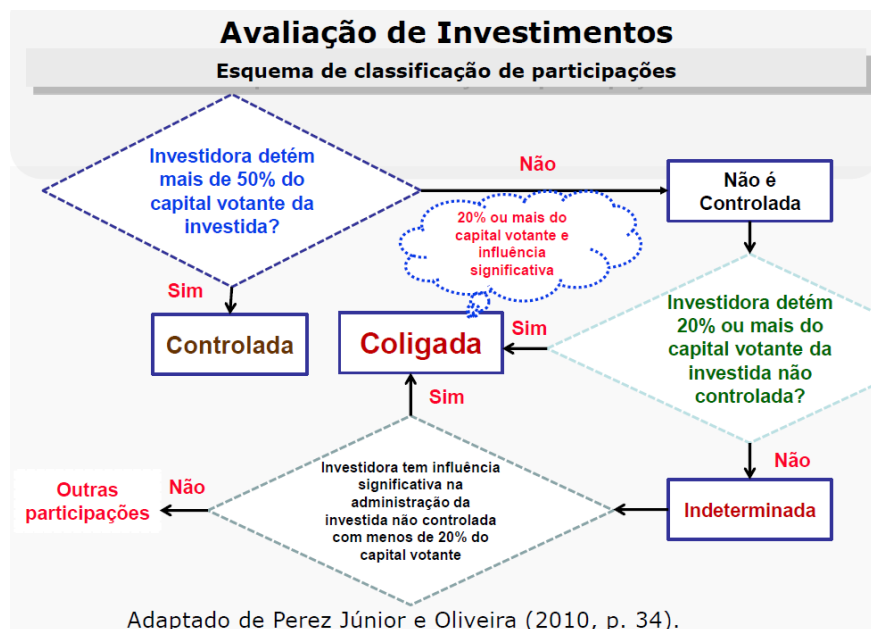 Avaliação de Investimentos
Esquema de classificação de participações
Investidora detém
mais de 50% do
capital votante da
investida?
Não
Não é
Controlada
20% ou mais do
capital votante e
influência
significativa
Sim
Controlada
Coligada
Sim
Investidora detém
20% ou mais do
capital votante da
investida não
controlada?
Sim
Não
Indeterminada
Investidora tem influência
significativa na
administração da
investida não controlada
com menos de 20% do
capital votante
Não
Outras
participações
Adaptado de Perez Júnior e Oliveira (2010, p. 34).